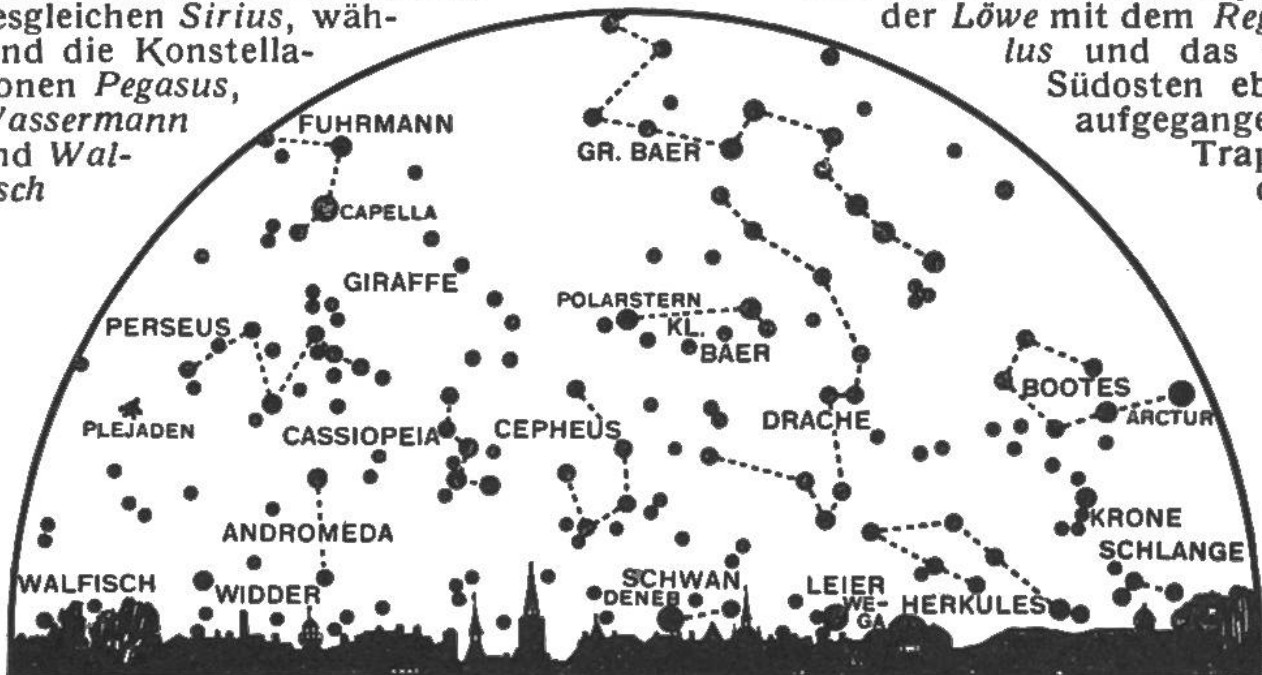 esgleichen Sirius, wäh-
nd die Konstella-
onen Pegasus,
Wassermann
nd Wal-
sch
der Löwe mit dem Reg
lus und das
Südosten eb
aufgegange
Trap
FUHRMANN
GR. BAER
CAPELLA
GIRAFFE
POLARSTERN
PERSEUS
KL.
BAER
BOOTES
ARCTUR
PLEJADEN
CASSIOPEIA
CEPHEUS
DRACHE
ANDROMEDA
KRONE
SCHLANGE
WALFISCH
WIDDER
SCHWAN
DENEB
LEIER
WE-
GA
HERKULES